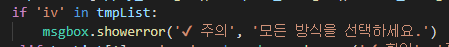 if 'iv' in tmpList:
msgbox.showerror('✓ 주의', '모든 방식을 선택하세요.')